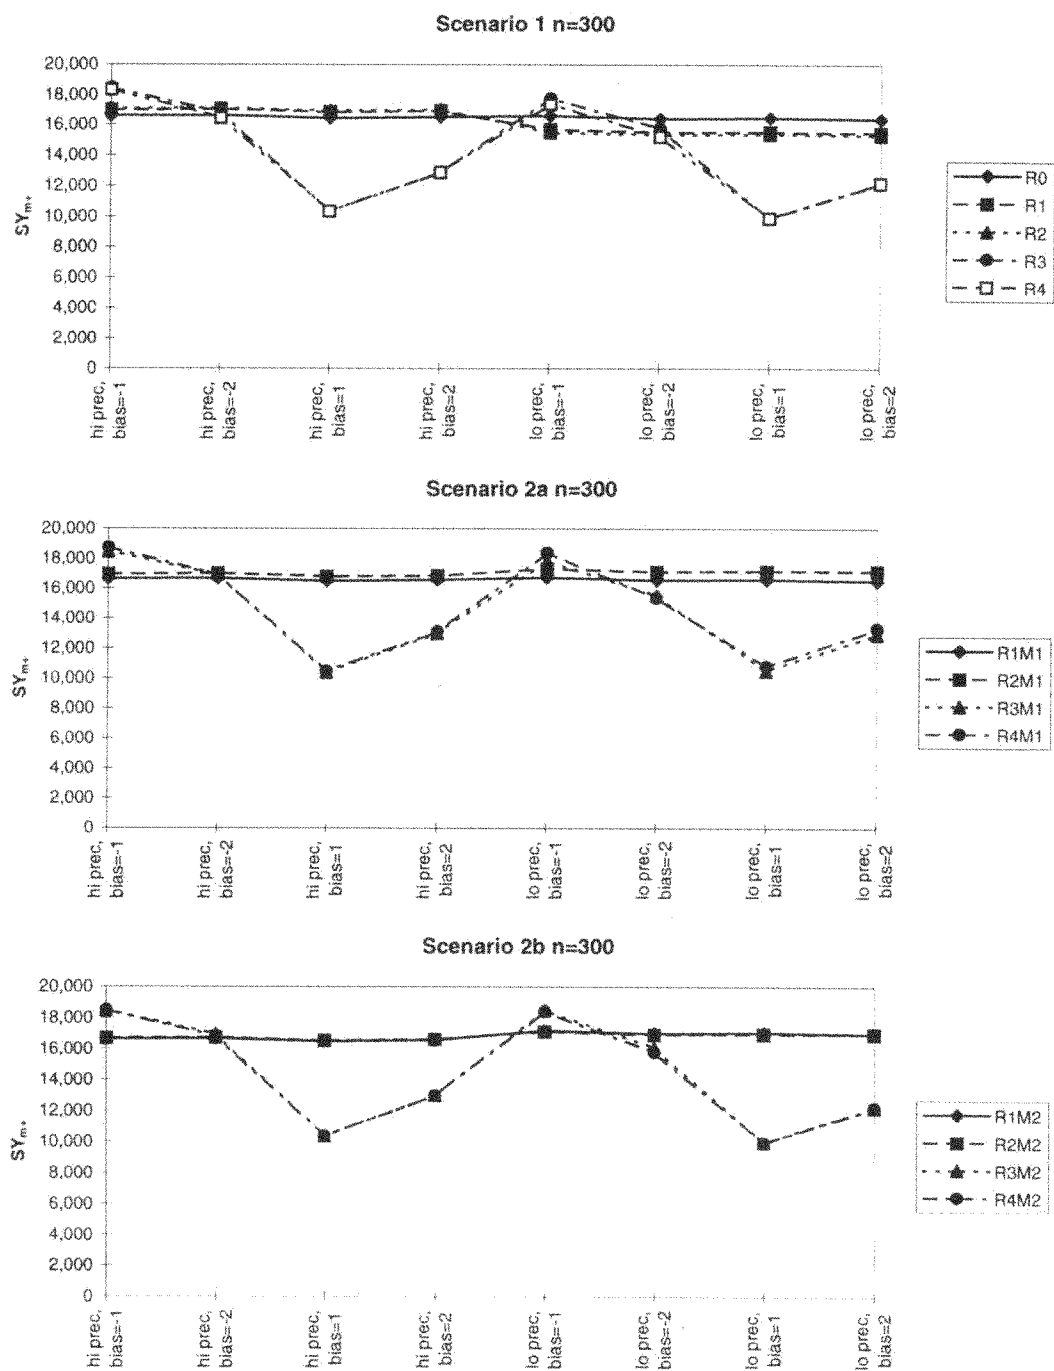 Scenario 1 n=300
20,000
18,000
16,000
14,000
12,000
10,000
8,000
6,000
4,000
2,000
0
SYm+
hi prec,
bias=-1
hi prec,
bias=-2
hi prec,
bias=1
hi prec,
bias=2
lo prec,
bias=-1
lo prec,
bias=-2
lo prec,
bias=1
lo prec,
bias=2
R0
R1
R2
R3
R4
Scenario 2a n=300
20,000
18,000
16,000
14,000
12,000
10,000
8,000
6,000
4,000
2,000
0
SYm+
hi prec,
bias=-1
hi prec,
bias=-2
hi prec,
bias=1
hi prec,
bias=2
lo prec,
bias=-1
lo prec,
bias=-2
lo prec,
bias=1
lo prec,
bias=2
R1M1
R2M1
R3M1
R4M1
Scenario 2b n=300
20,000
18,000
16,000
14,000
12,000
10,000
8,000
6,000
4,000
2,000
0
SYm+
hi prec,
bias=-1
hi prec,
bias=-2
hi prec,
bias=1
hi prec,
bias=2
lo prec,
bias=-1
lo prec,
bias=-2
lo prec,
bias=1
lo prec,
bias=2
R1M2
R2M2
R3M2
R4M2